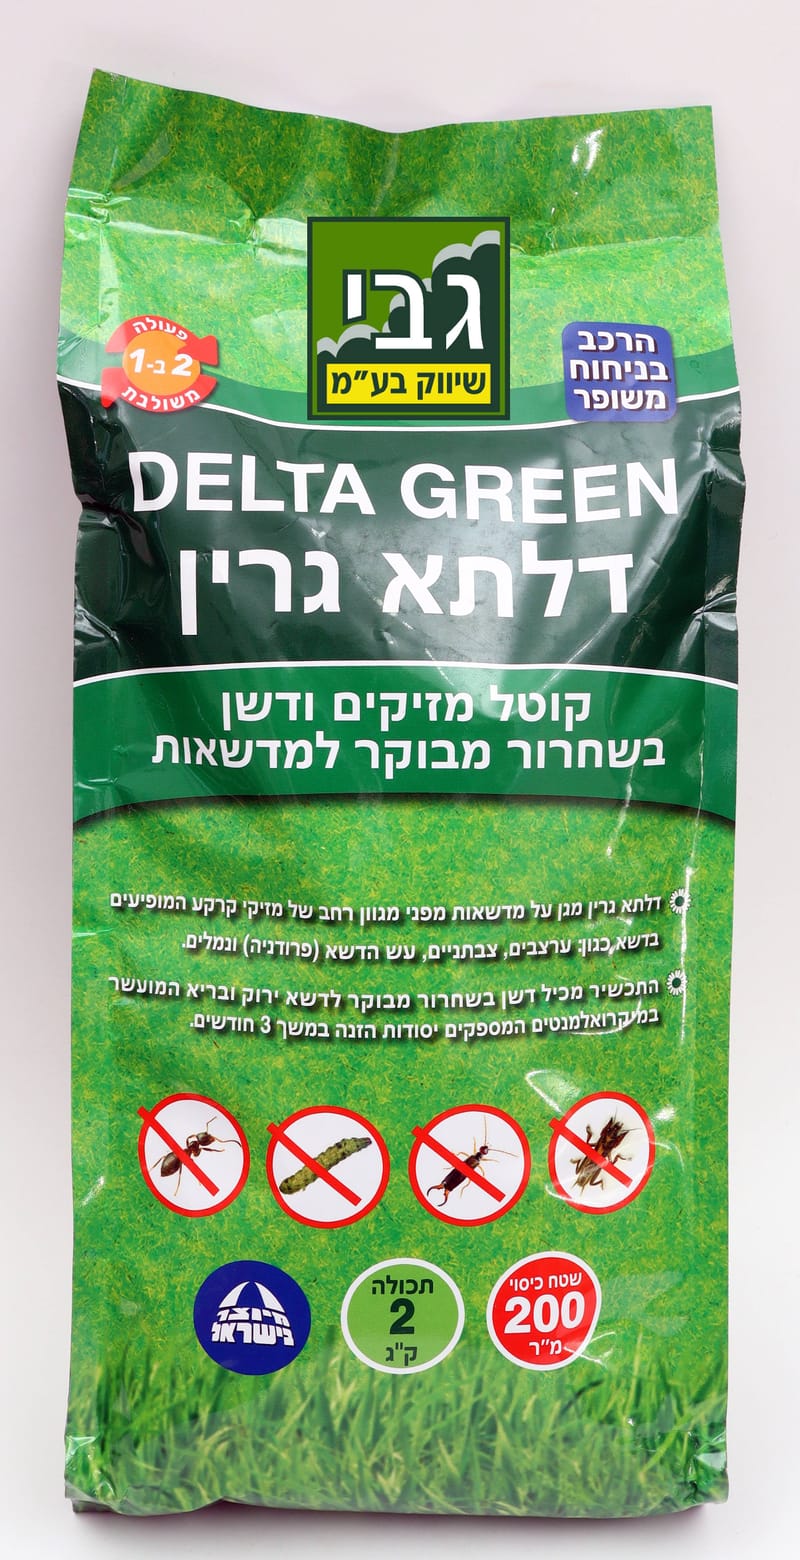 גבי
שיווק בע"מ
פעולה
2 ב-1
משולבת
הרכב
בניחוח
משופר
DELTA GREEN
דלתא גרין
קוטל מזיקים ודשן
בשחרור מבוקר למדשאות
דלתא גרין מגן על מדשאות מפני מגוון רחב של מזיקי קרקע המופיעים
בדשא כגון: ערצבים, צבתניים, עש הדשא (פרודניה) ונמלים.
התכשיר מכיל דשן בשחרור מבוקר לדשא ירוק ובריא המועשר
במיקרואלמנטים המספקים יסודות הזנה במשך 3 חודשים.
שטח כיסוי
200
מ"ר
תכולה
2
ק"ג
מיוצר
בישראל